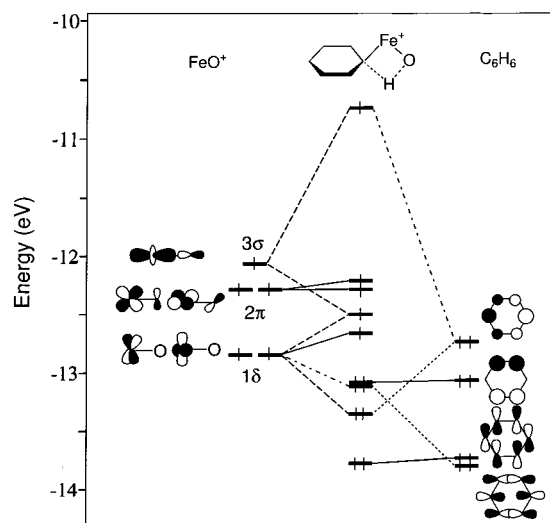 -10
-11
-12
-13
-14
Energy (eV)
FeO⁺
Fe⁺
O
H
C₆H₆
3σ
2π
1δ
O
O